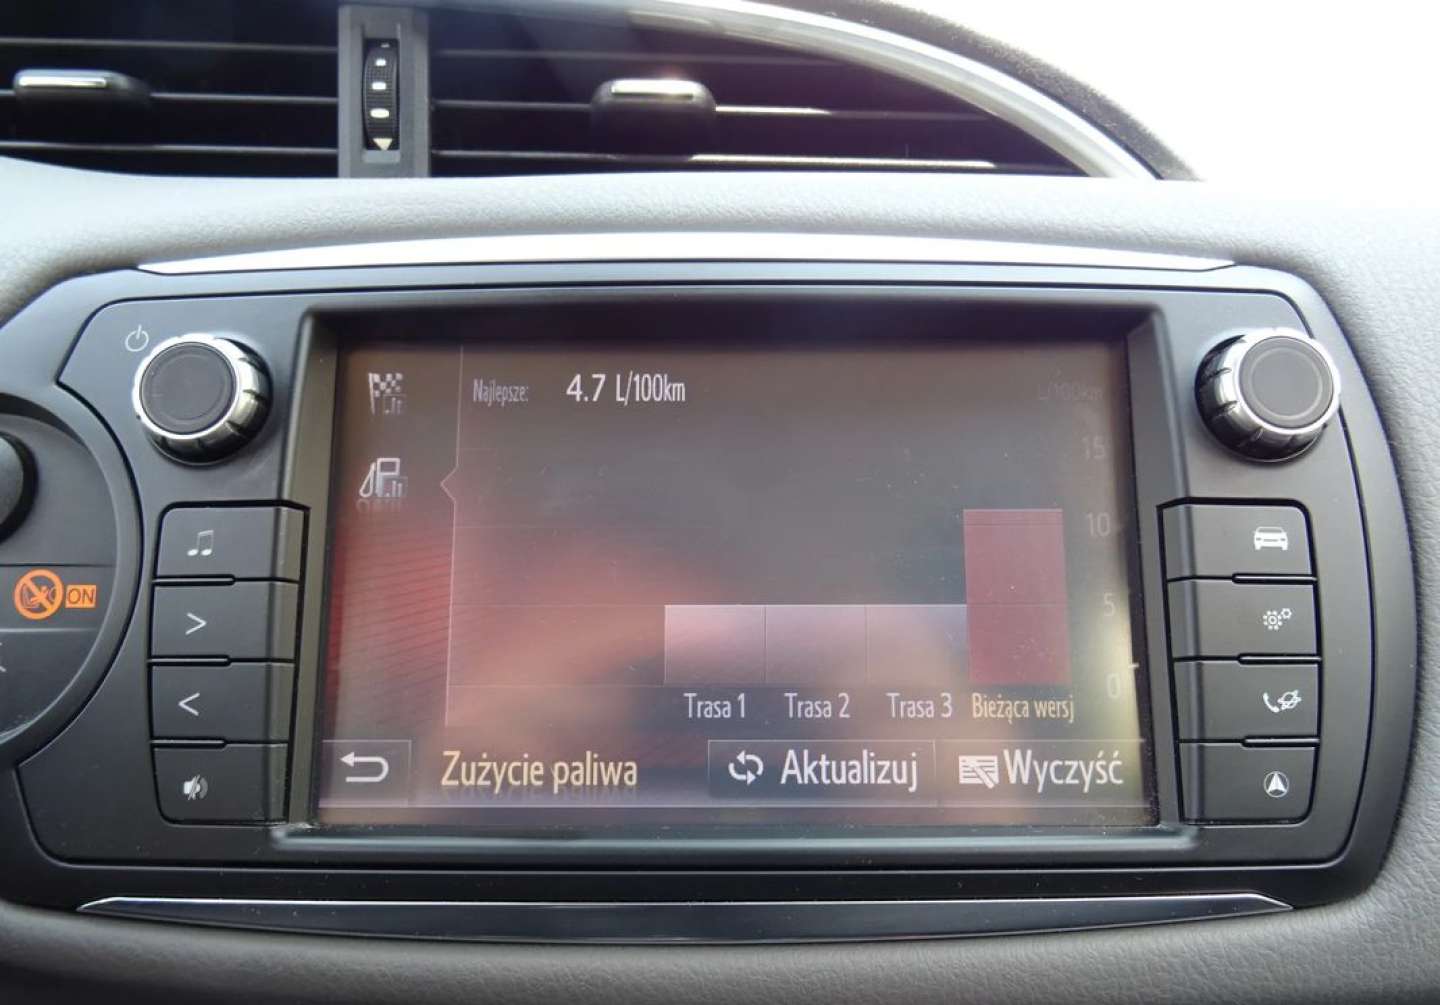 Najlepsze: 4.7 L/100km
L/100km
15
10
5
0
Trasa 1 Trasa 2 Trasa 3 Bieżąca wersj
Zużycie paliwa Aktualizuj Wyczyść
ON